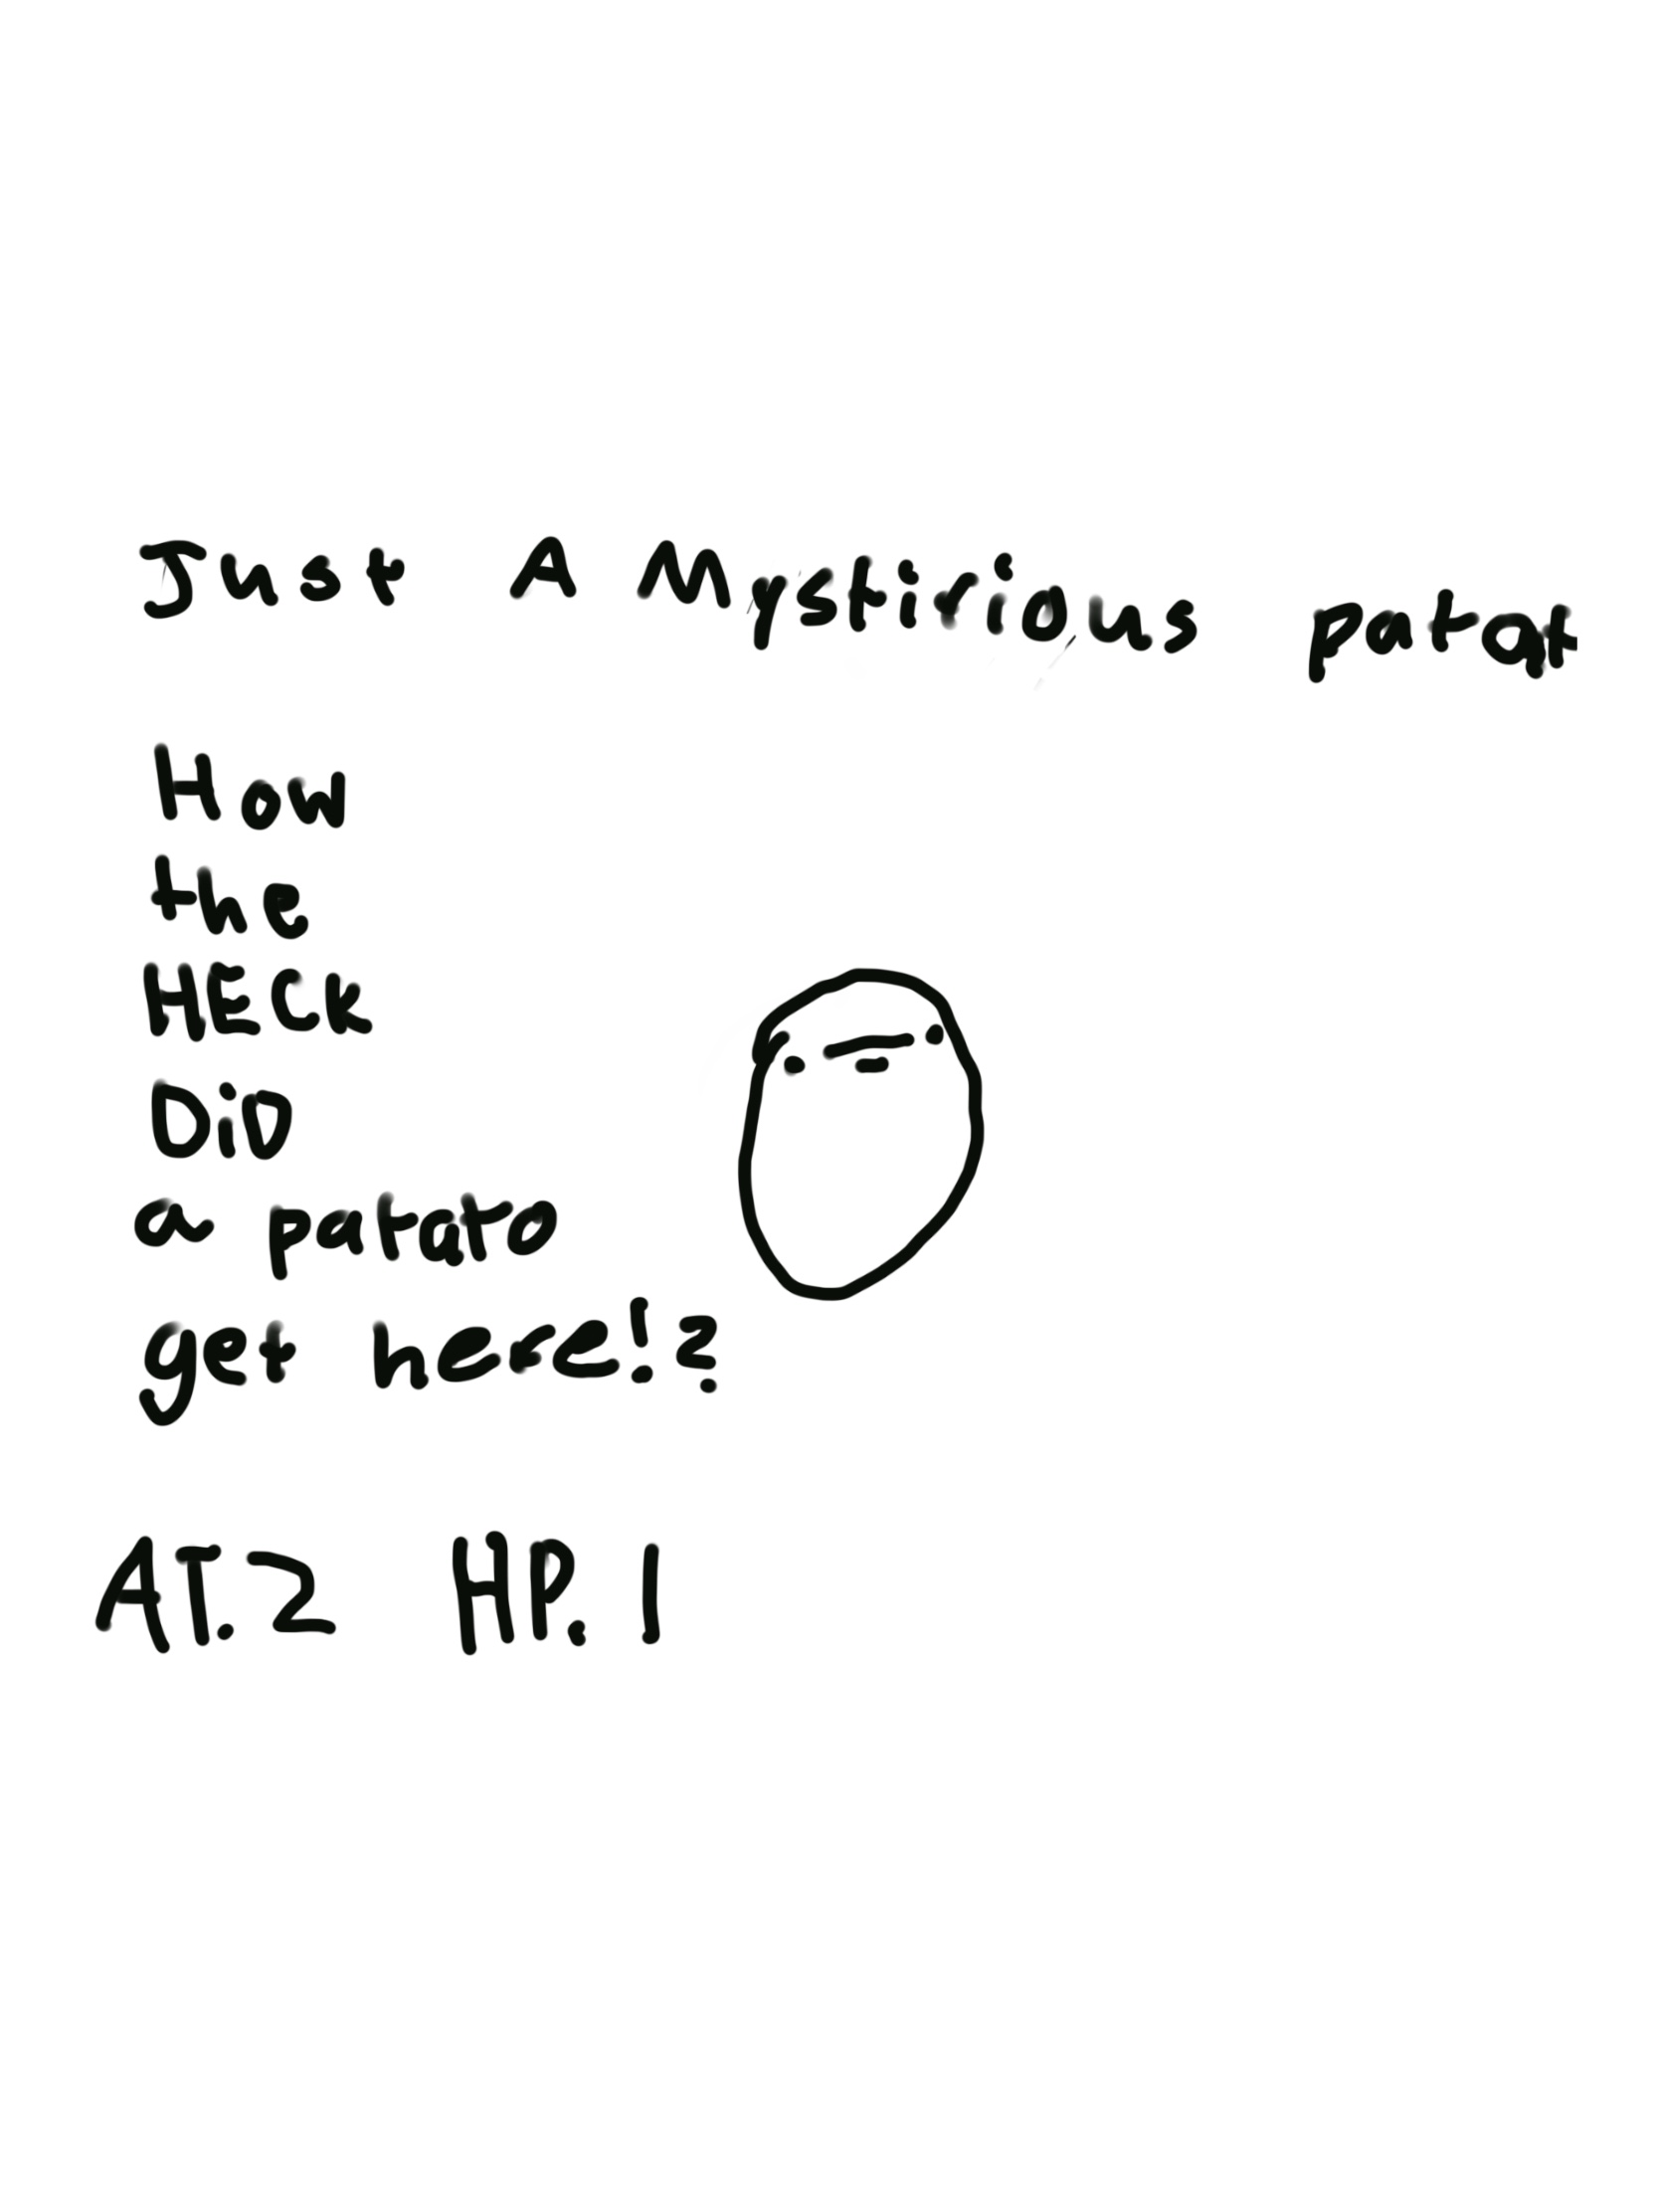 Just A Mystirious patat
How
the
HECK
DiD
a patato
get here!?
AT.2 HP.1